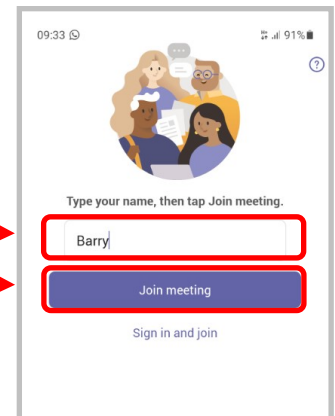 09:33 91%
?
Type your name, then tap Join meeting.
Barry
Join meeting
Sign in and join